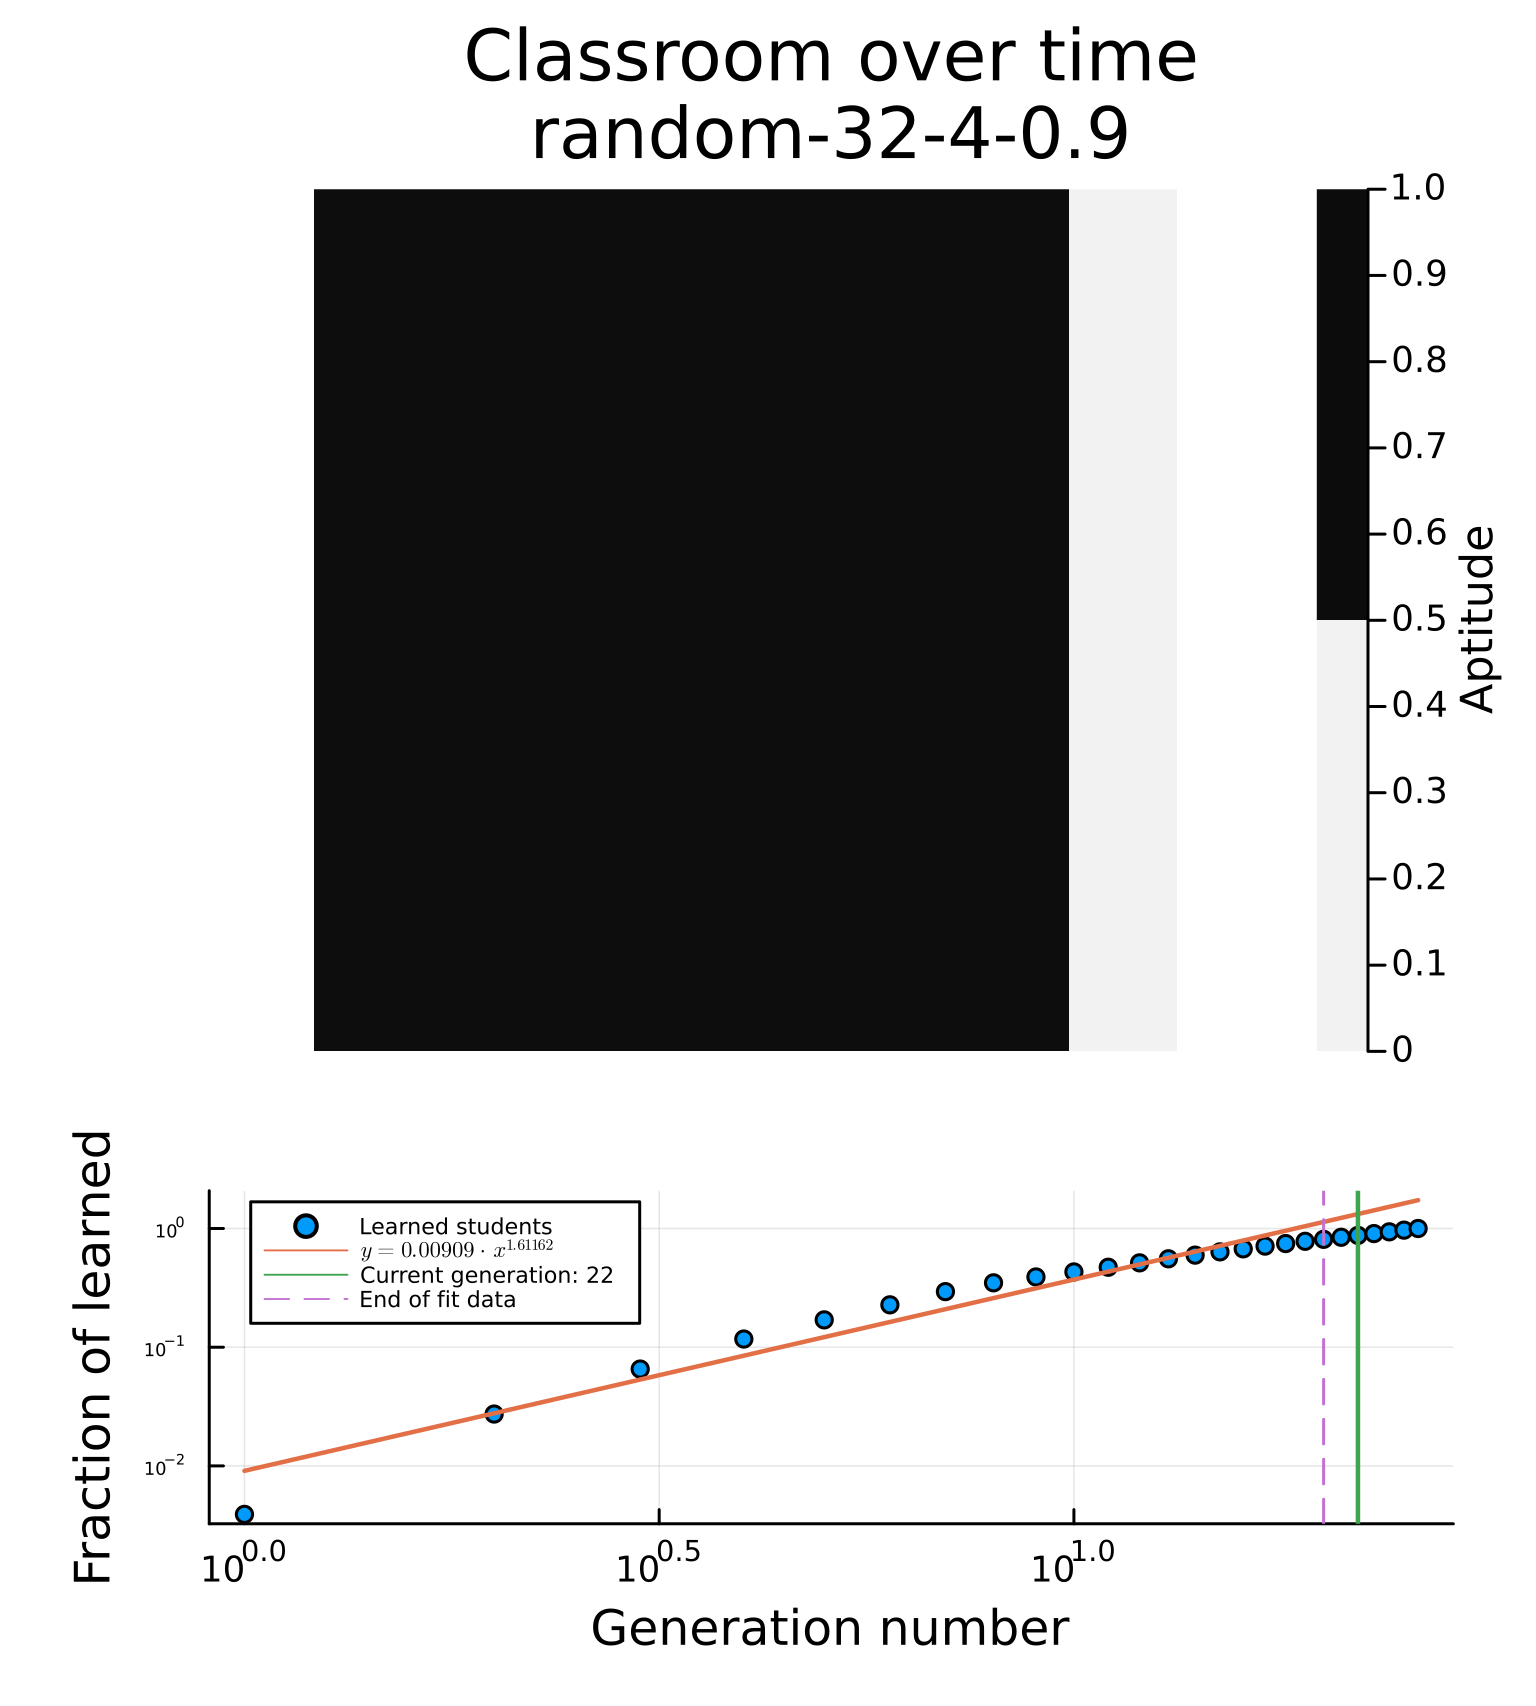 Classroom over time
random-32-4-0.9
1.0
0.9
0.8
0.7
0.6
0.5
0.4
0.3
0.2
0.1
0
Aptitude
Fraction of learned
10⁰
10⁻¹
10⁻²
Learned students
y = 0.00909 · x^1.61162
Current generation: 22
End of fit data
10^0.0
10^0.5
10^1.0
Generation number